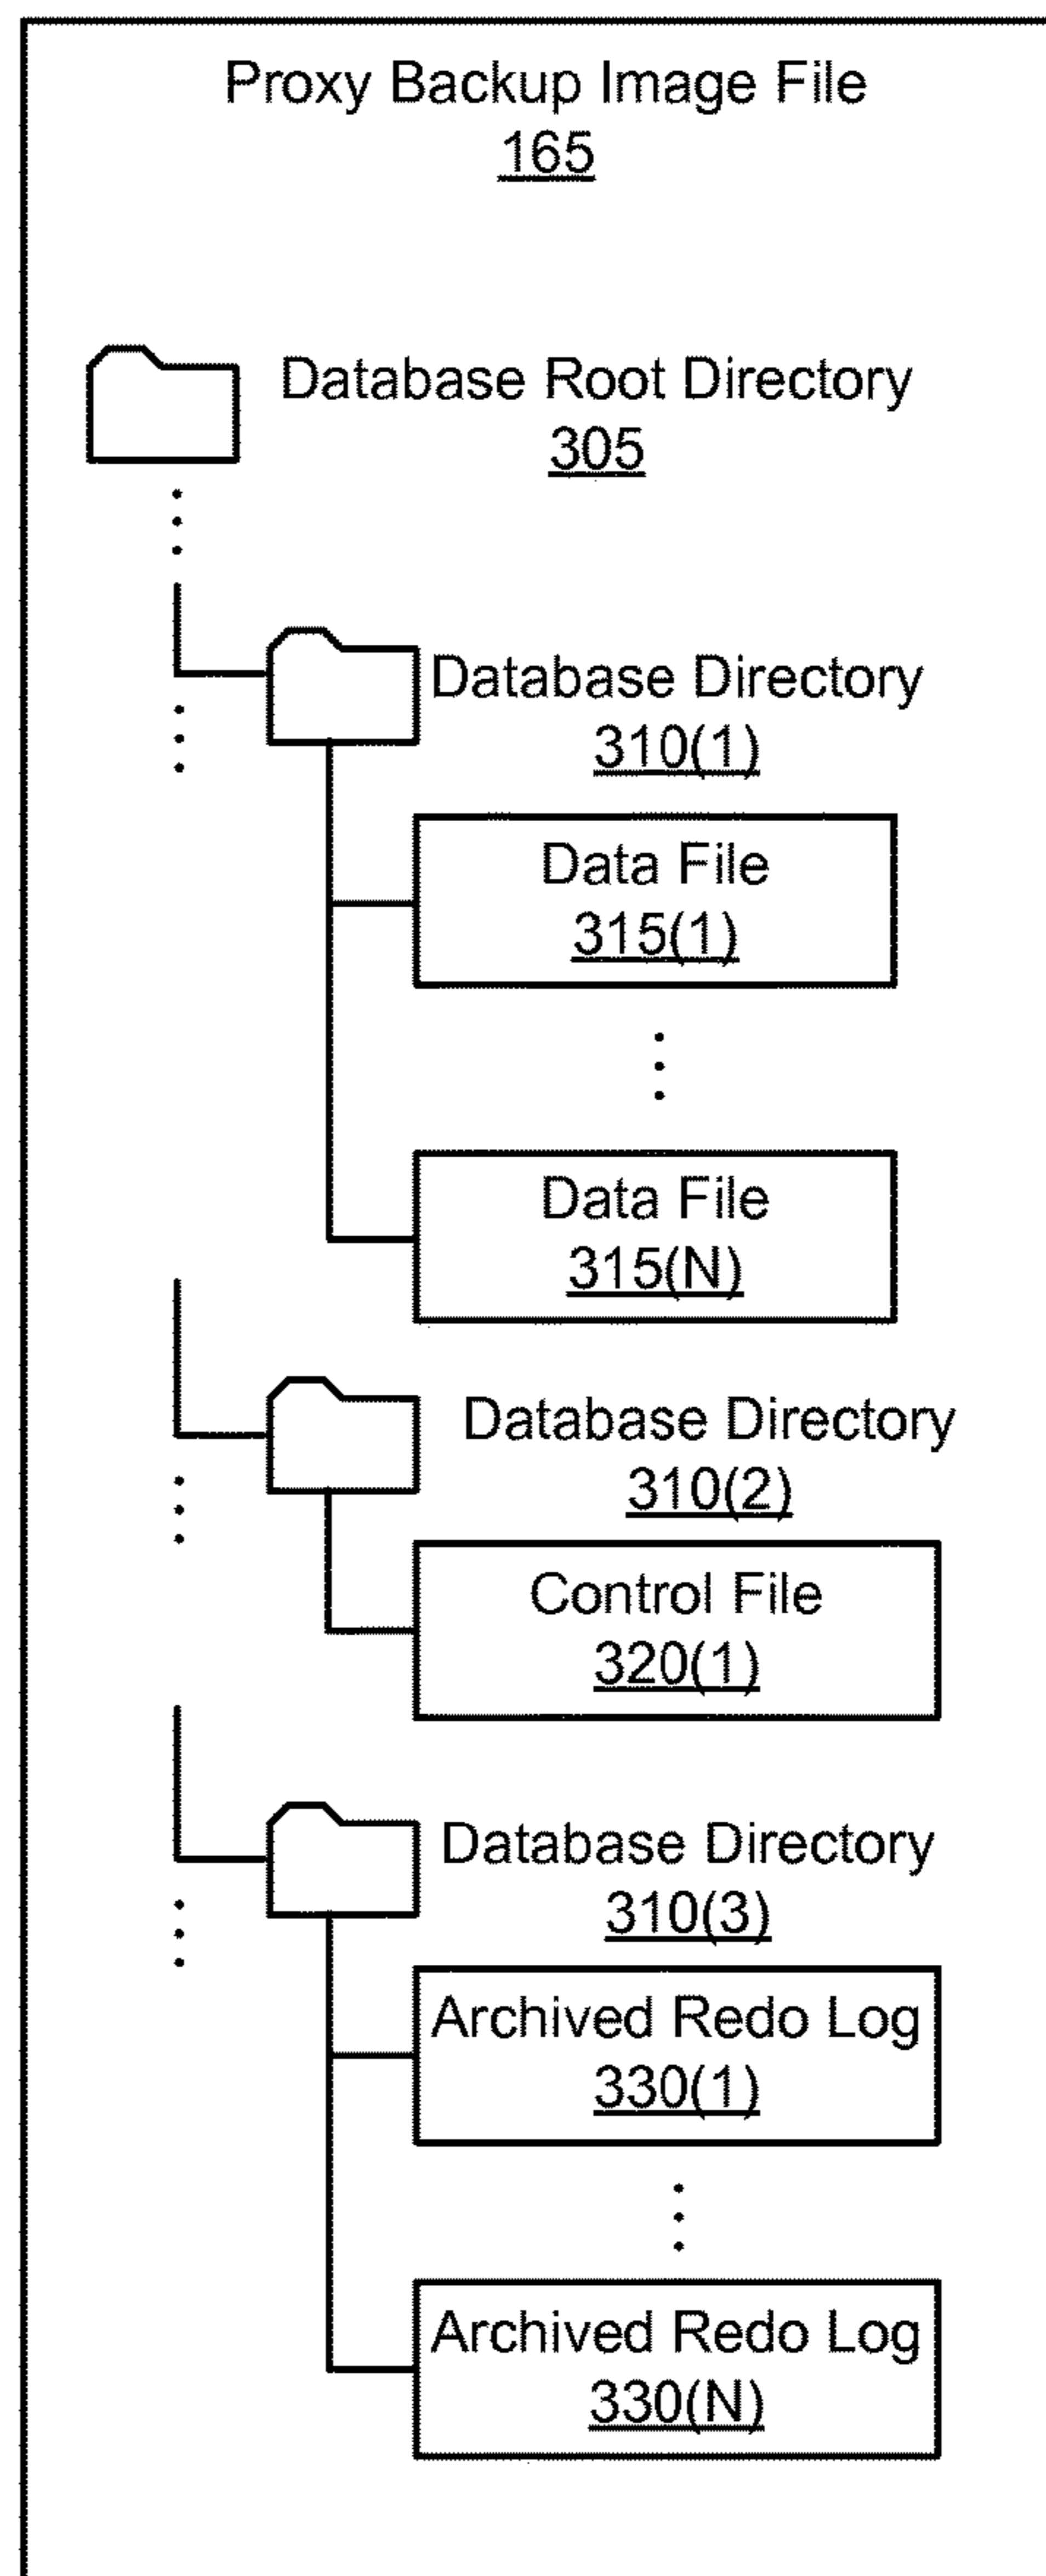 Proxy Backup Image File
165
Database Root Directory
305
Database Directory
310(1)
Data File
315(1)
Data File
315(N)
Database Directory
310(2)
Control File
320(1)
Database Directory
310(3)
Archived Redo Log
330(1)
Archived Redo Log
330(N)